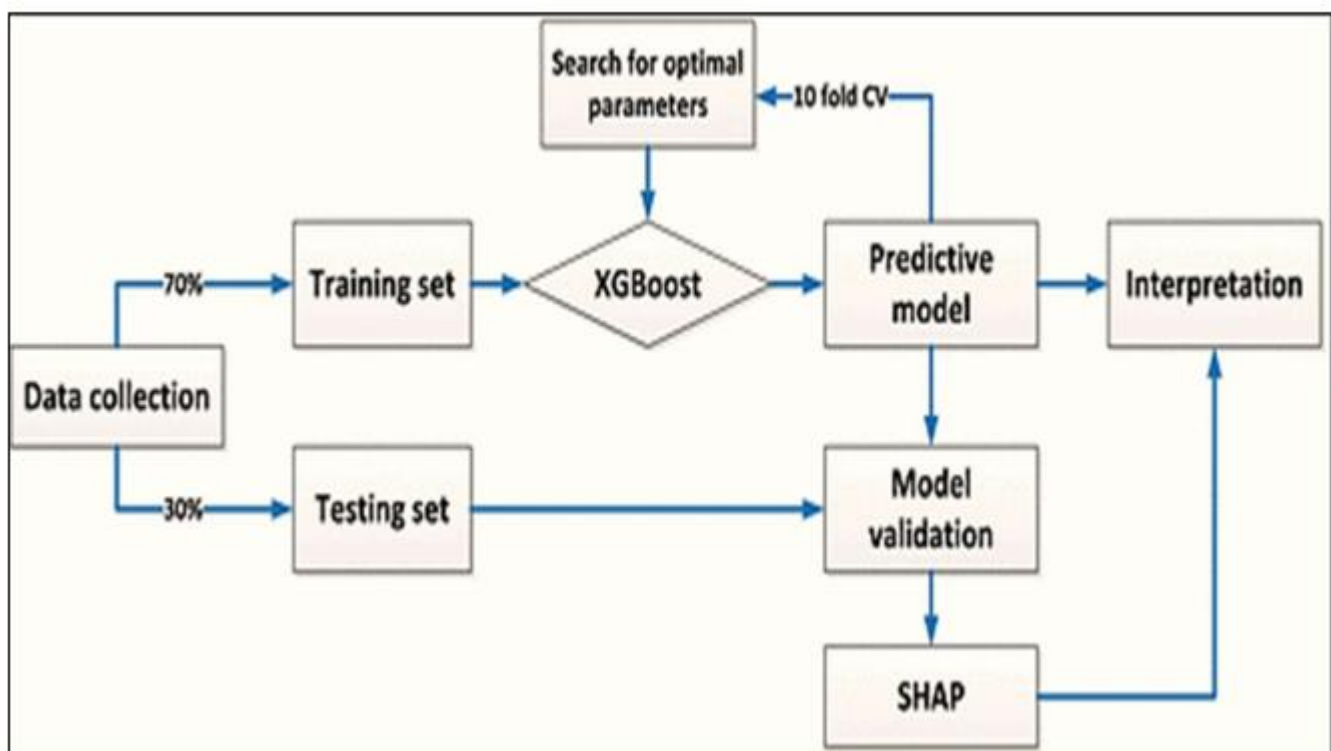 Search for optimal
parameters
10 fold CV
70%
Training set
XGBoost
Predictive
model
Interpretation
Data collection
30%
Testing set
Model
validation
SHAP